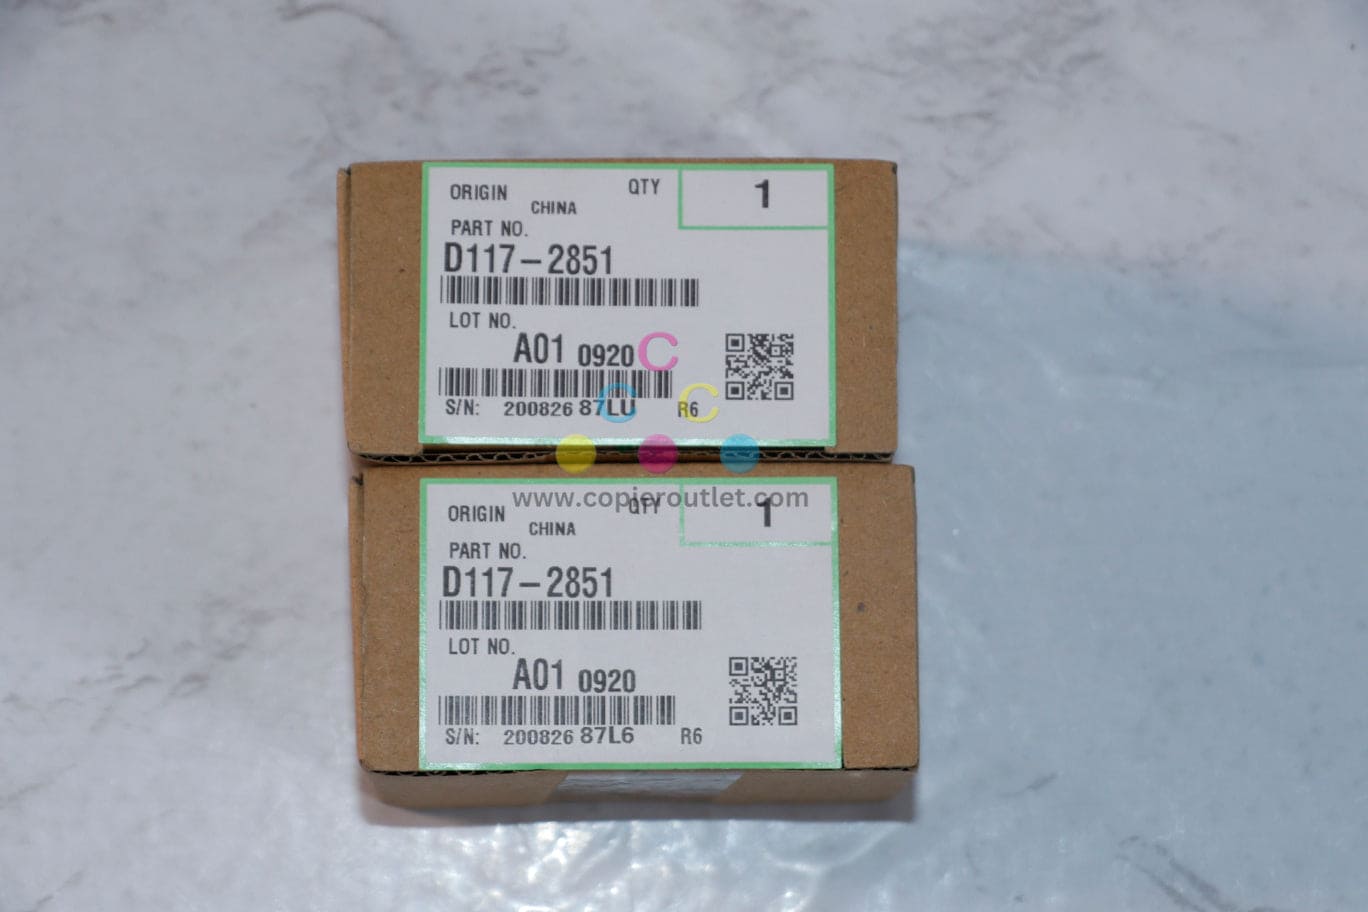 ORIGIN CHINA QTY 1
PART NO.
D117-2851
LOT NO.
A01 0920
S/N: 200826 87LU R6
C
C C
www.copieroutlet.com
ORIGIN CHINA QTY 1
PART NO.
D117-2851
LOT NO.
A01 0920
S/N: 200826 87L6 R6